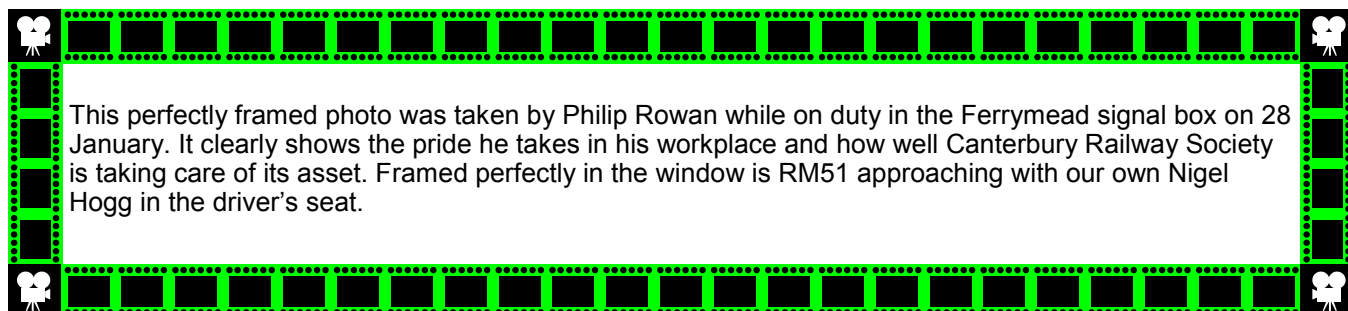 This perfectly framed photo was taken by Philip Rowan while on duty in the Ferrymead signal box on 28
January. It clearly shows the pride he takes in his workplace and how well Canterbury Railway Society
is taking care of its asset. Framed perfectly in the window is RM51 approaching with our own Nigel
Hogg in the driver’s seat.